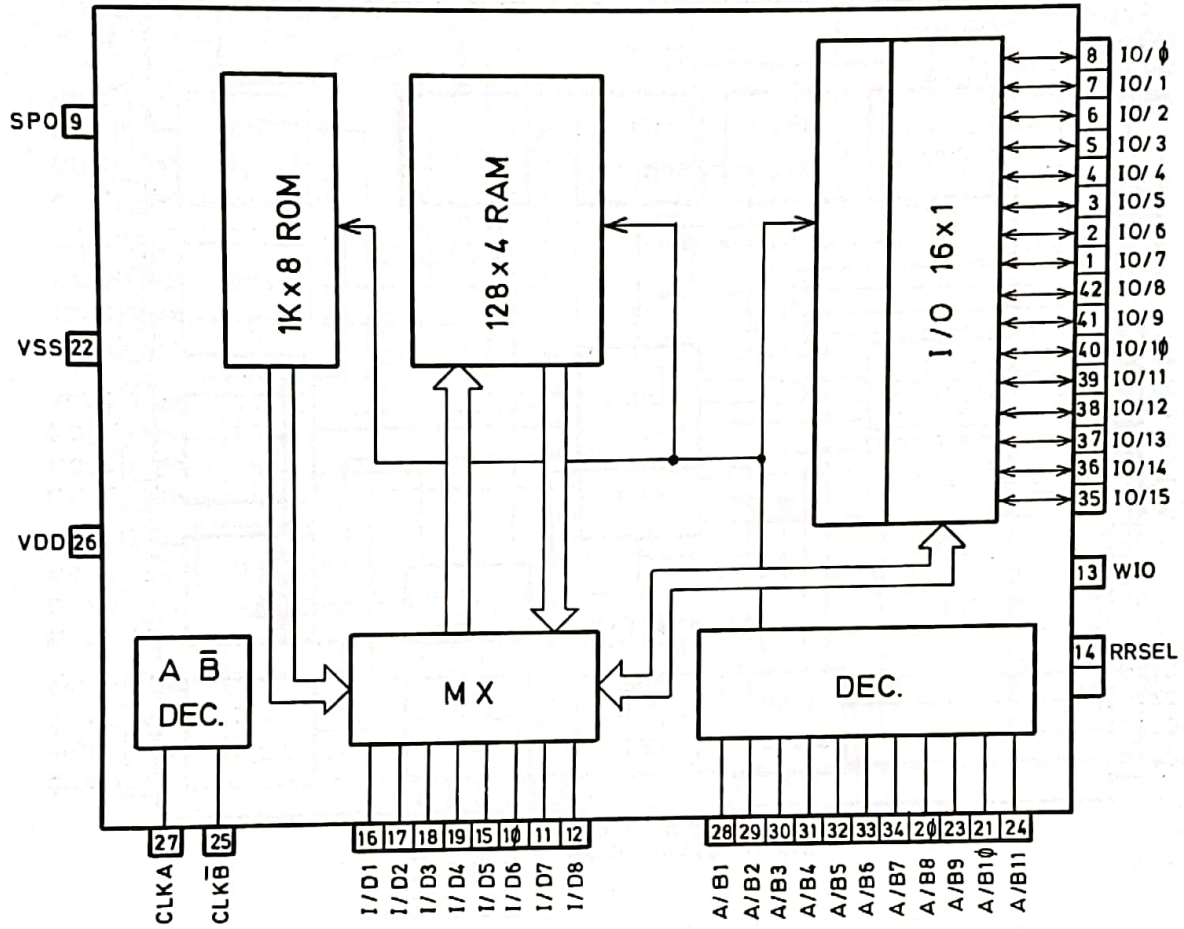 SPO 9
VSS 22
VDD 26
1K x 8 ROM
128 x 4 RAM
I/O 16 x 1
8 IO/φ
7 IO/1
6 IO/2
5 IO/3
4 IO/4
3 IO/5
2 IO/6
1 IO/7
42 IO/8
41 IO/9
40 IO/1φ
39 IO/11
38 IO/12
37 IO/13
36 IO/14
35 IO/15
13 WIO
14 RRSEL
A B̅
DEC.
MX
DEC.
27 CLKA
25 CLKB̅
16 I/D1
17 I/D2
18 I/D3
19 I/D4
15 I/D5
1φ I/D6
11 I/D7
12 I/D8
28 A/B1
29 A/B2
30 A/B3
31 A/B4
32 A/B5
33 A/B6
34 A/B7
2φ A/B8
23 A/B9
21 A/B1φ
24 A/B11